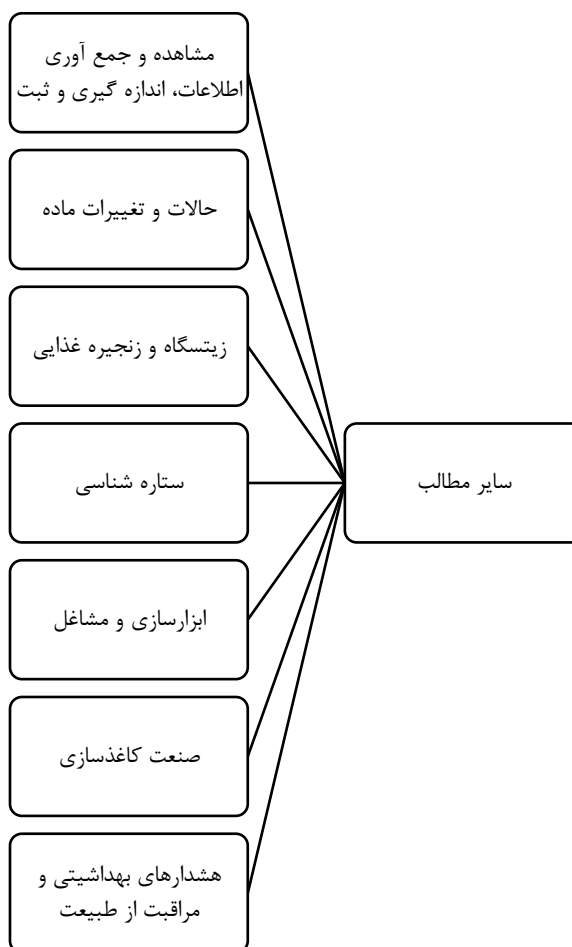 سایر مطالب
مشاهده و جمع آوری
اطلاعات، اندازه گیری و ثبت
حالات و تغییرات ماده
زیتسگاه و زنجیره غذایی
ستاره شناسی
ابزارسازی و مشاغل
صنعت کاغذسازی
هشدارهای بهداشیتی و
مراقبت از طبیعت